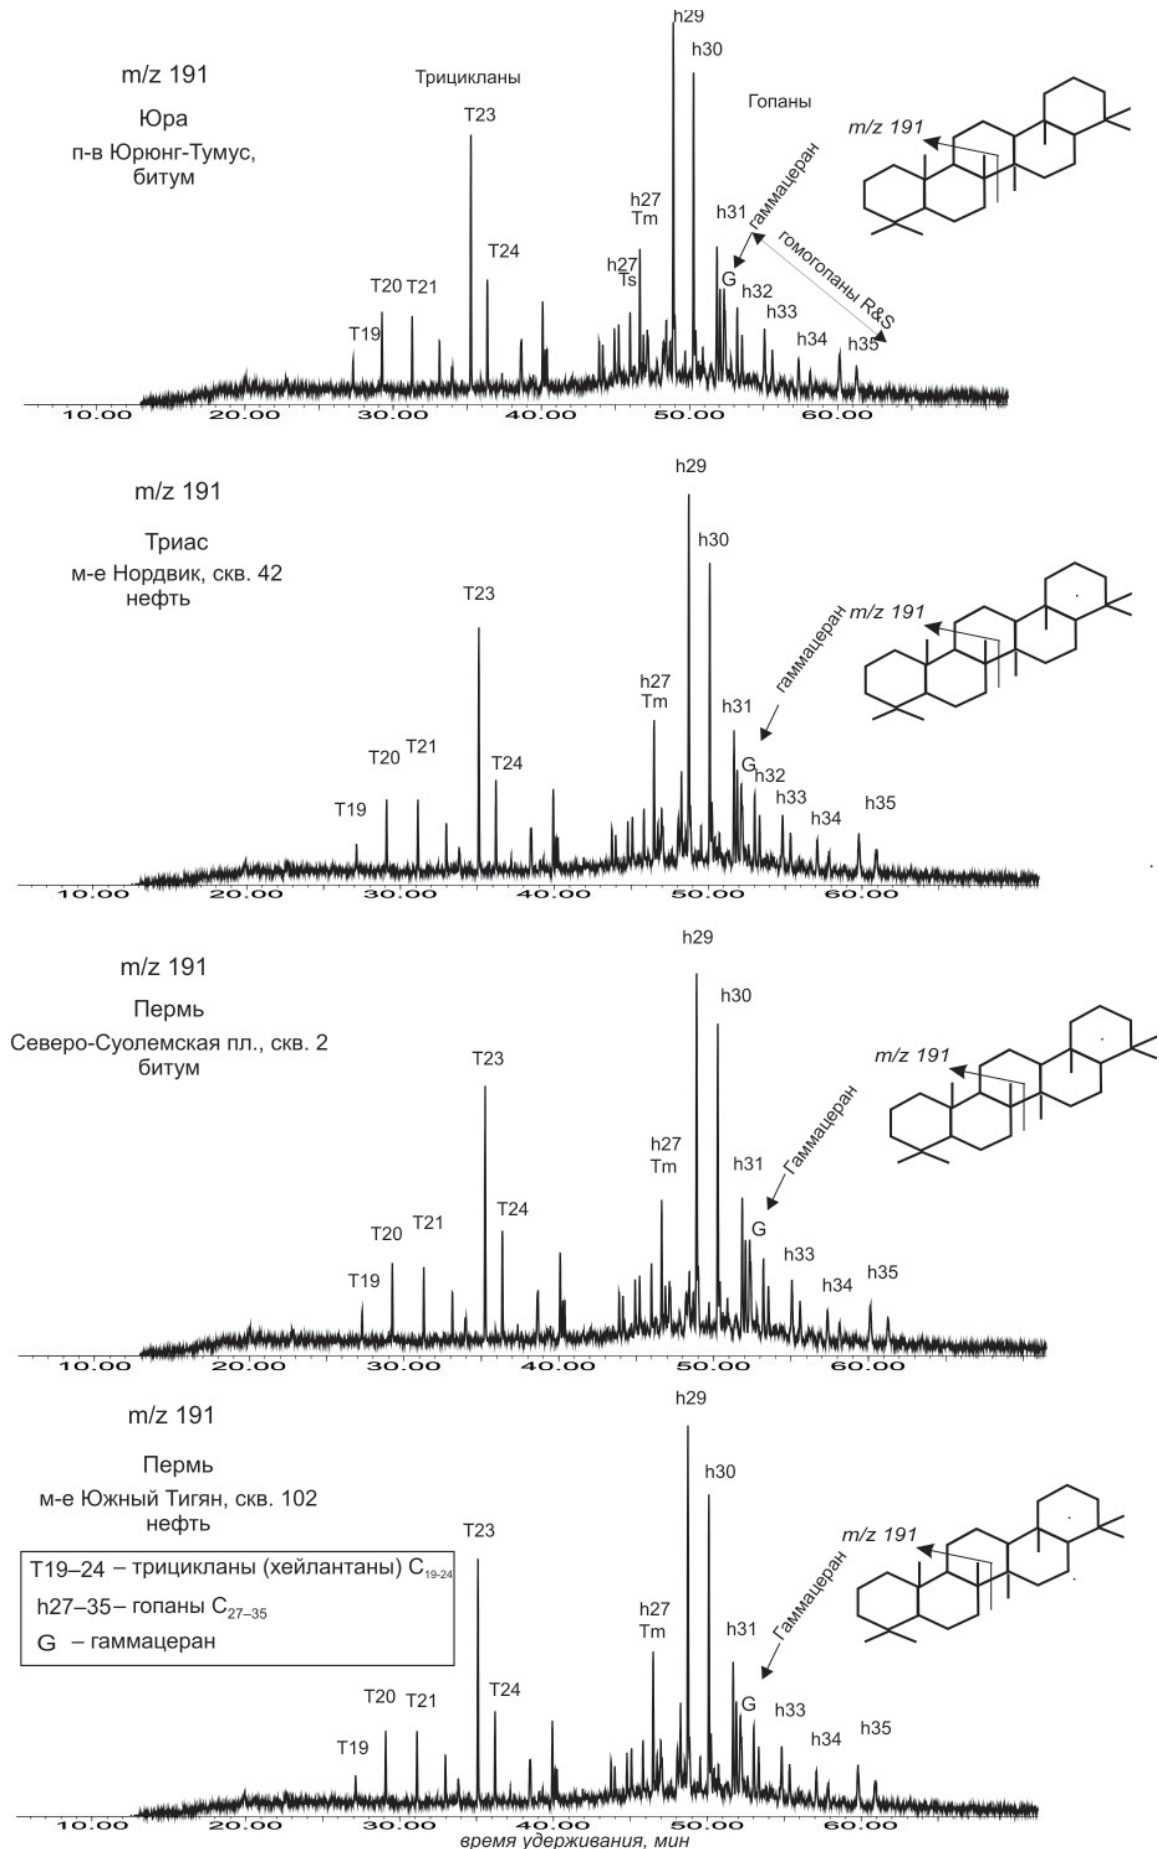 h29
h30
m/z 191
Трицикланы
Гопаны
Юра
T23
m/z 191
п-в Юрюнг-Тумус,
битум
гаммацеран
h27
Tm
h31
гомогопаны R&S
T24
h27
Ts
G
T20
T21
h32
h33
T19
h34
h35
10.00 20.00 30.00 40.00 50.00 60.00
h29
m/z 191
Триас
h30
м-е Нордвик, скв. 42
нефть
T23
гаммацеран
m/z 191
h27
Tm
h31
T20
T21
T24
G
h32
T19
h33
h34
h35
10.00 20.00 30.00 40.00 50.00 60.00
h29
m/z 191
h30
Пермь
Северо-Суолемская пл., скв. 2
битум
T23
m/z 191
Гаммацеран
h27
Tm
h31
T20
T21
T24
G
h33
T19
h34
h35
10.00 20.00 30.00 40.00 50.00 60.00
h29
m/z 191
Пермь
h30
м-е Южный Тигян, скв. 102
нефть
T23
m/z 191
Гаммацеран
T19–24 – трицикланы (хейлантаны) C19-24
h27–35– гопаны C27–35
G – гаммацеран
h27
Tm
h31
T20
T21
T24
G
h33
T19
h34
h35
10.00 20.00 30.00 40.00 50.00 60.00
время удерживания, мин